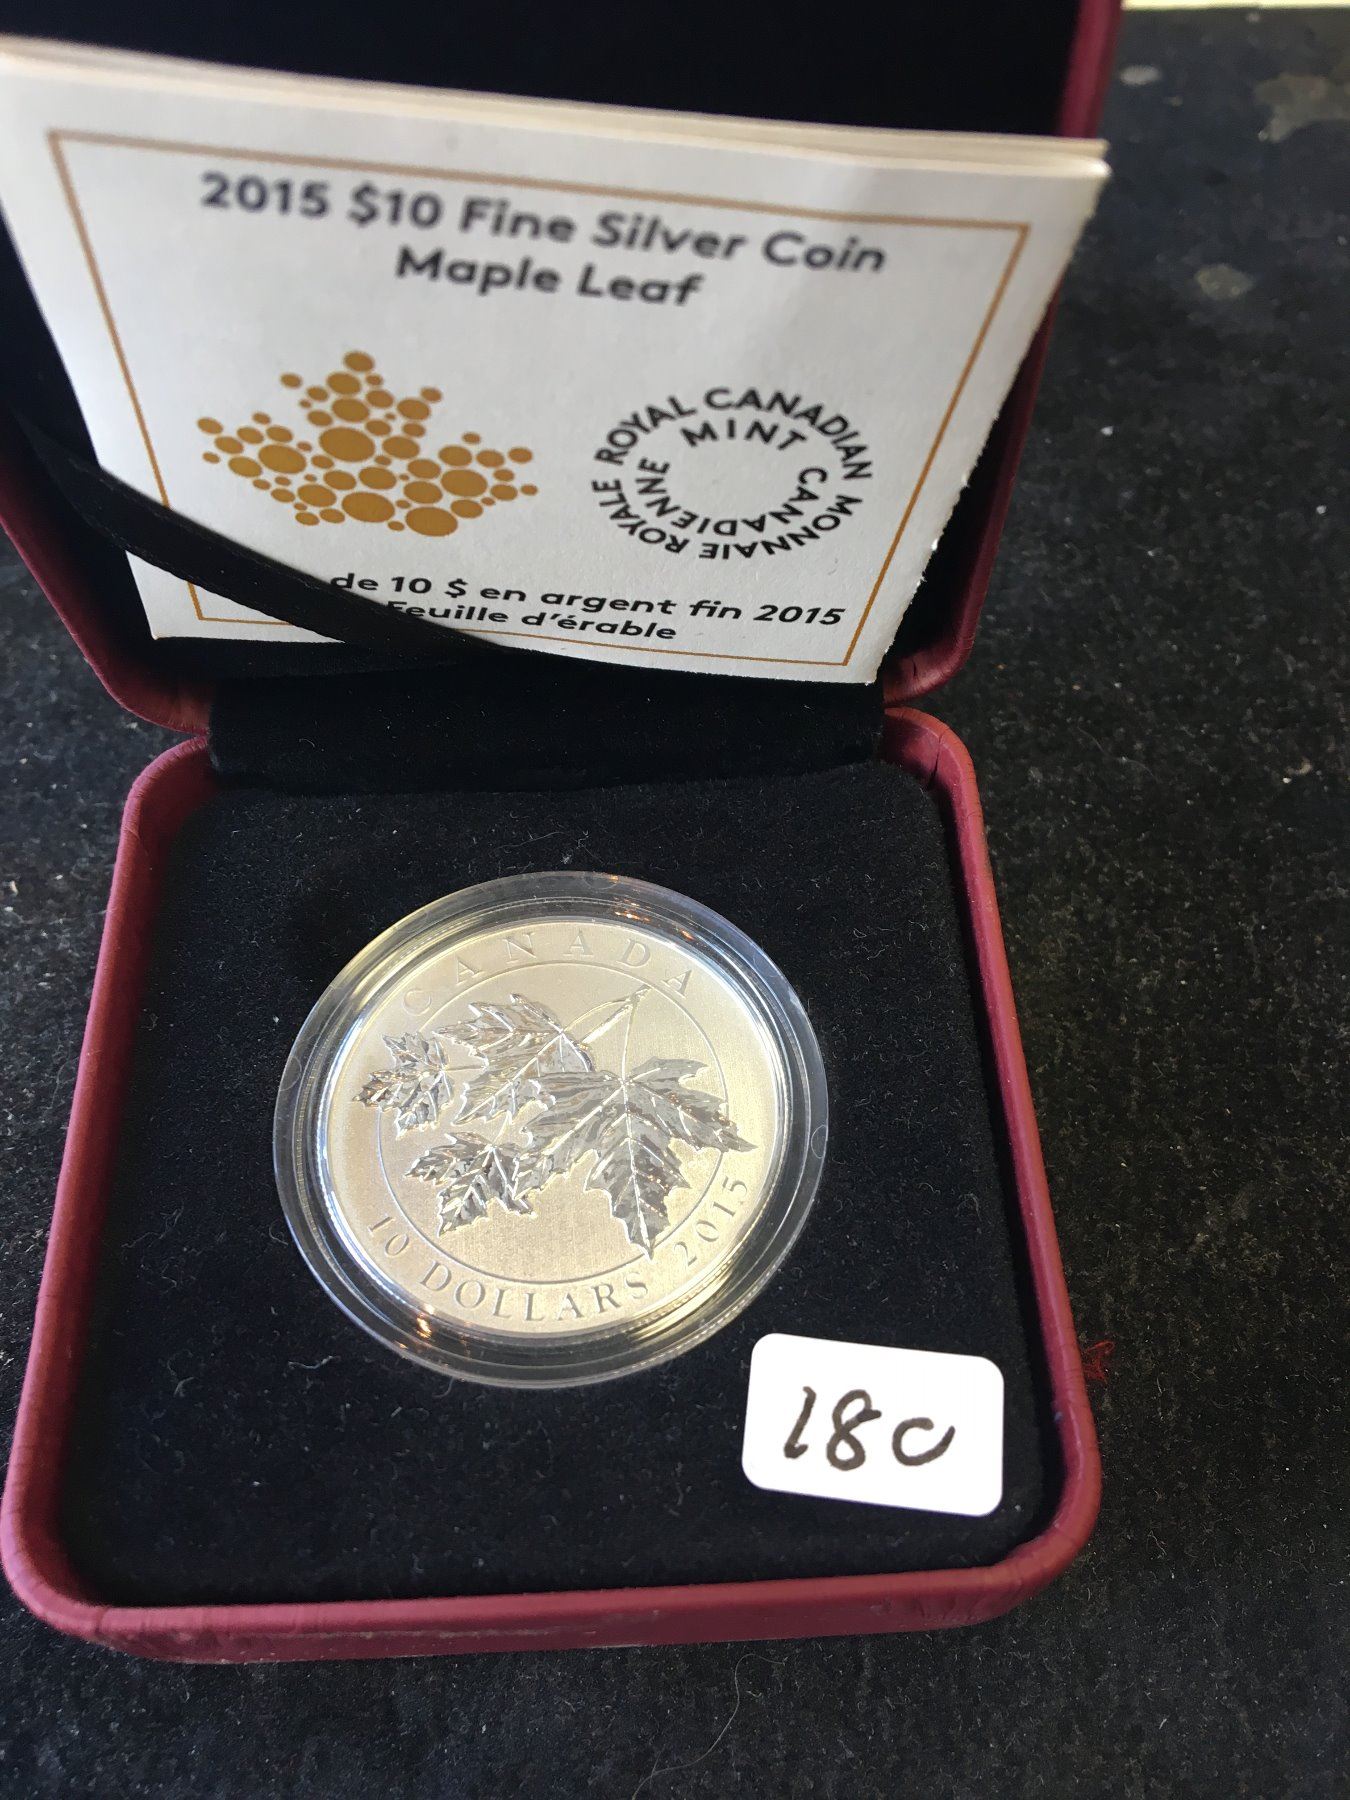 2015 $10 Fine Silver Coin
Maple Leaf
ROYAL CANADIAN MINT
MONNAIE ROYALE CANADIENNE
de 10 $ en argent fin 2015
Feuille d'érable
CANADA
10 DOLLARS 2015
180